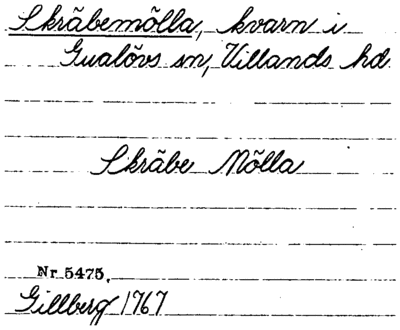 Skräbemölla, kvarn i
Gualövs sn, Villands hd
Skräbe Mölla
Nr 5475.
Gillberg 1767